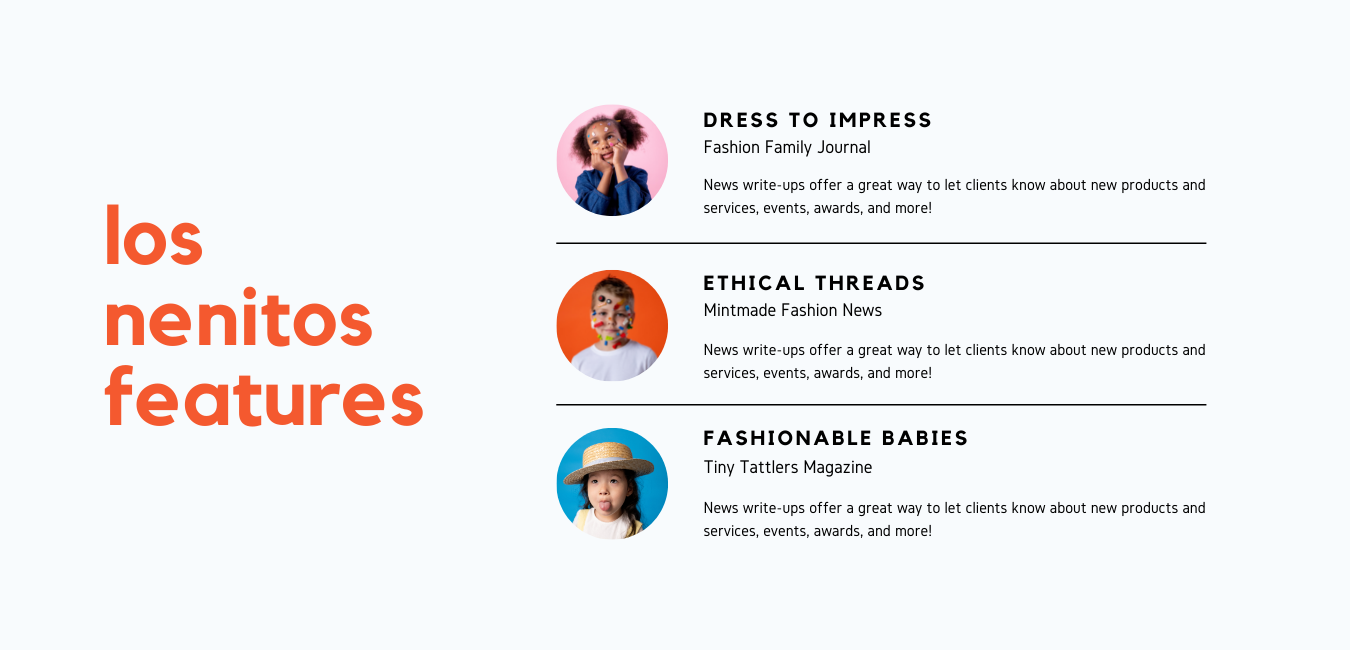 los
nenitos
features
DRESS TO IMPRESS
Fashion Family Journal
News write-ups offer a great way to let clients know about new products and
services, events, awards, and more!
ETHICAL THREADS
Mintmade Fashion News
News write-ups offer a great way to let clients know about new products and
services, events, awards, and more!
FASHIONABLE BABIES
Tiny Tattlers Magazine
News write-ups offer a great way to let clients know about new products and
services, events, awards, and more!